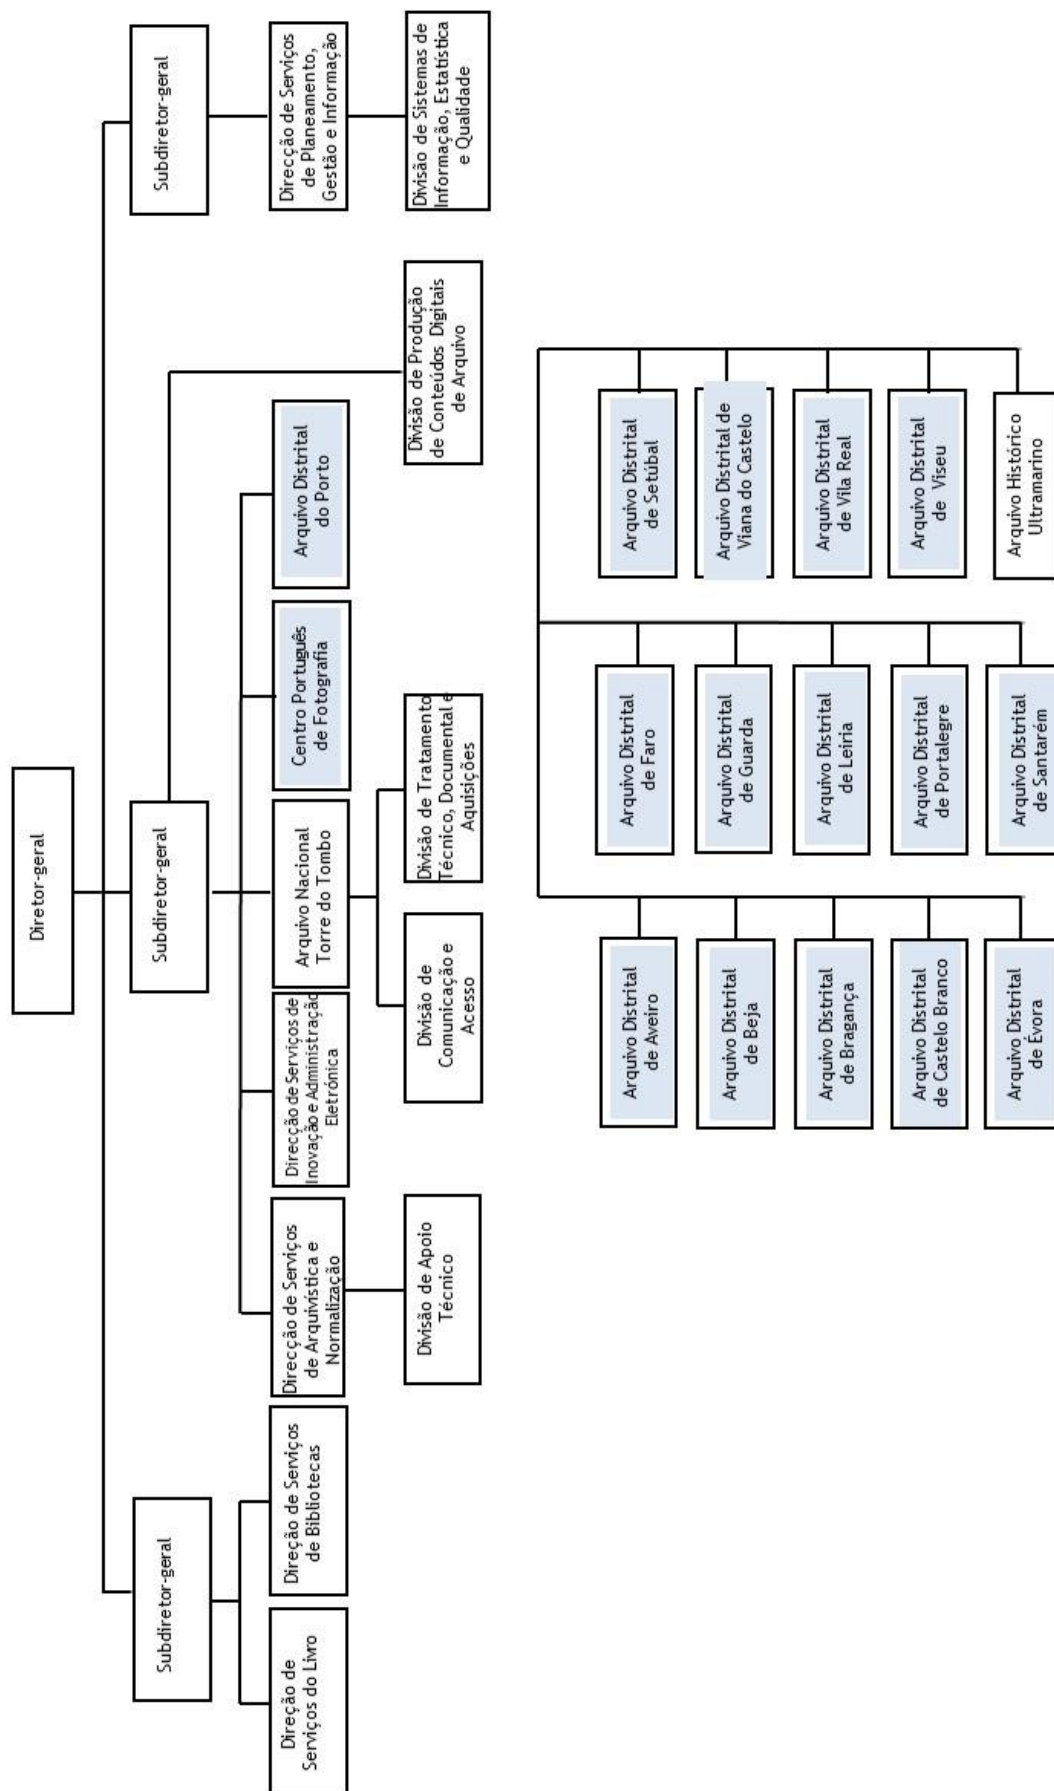 Diretor-geral
Subdiretor-geral
Subdiretor-geral
Subdiretor-geral
Direção de
Serviços do Livro
Direção de Serviços
de Bibliotecas
Direcção de Serviços
de Arquivística e
Normalização
Direcção de Serviços de
Inovação e Administração
Eletrónica
Arquivo Nacional
Torre do Tombo
Centro Português
de Fotografia
Arquivo Distrital
do Porto
Direcção de Serviços
de Planeamento,
Gestão e Informação
Divisão de Apoio
Técnico
Divisão de
Comunicação e
Acesso
Divisão de Tratamento
Técnico, Documental e
Aquisições
Divisão de Produção
de Conteúdos Digitais
de Arquivo
Divisão de Sistemas de
Informação, Estatística
e Qualidade
Arquivo Distrital
de Aveiro
Arquivo Distrital
de Beja
Arquivo Distrital
de Bragança
Arquivo Distrital
de Castelo Branco
Arquivo Distrital
de Évora
Arquivo Distrital
de Faro
Arquivo Distrital
de Guarda
Arquivo Distrital
de Leiria
Arquivo Distrital
de Portalegre
Arquivo Distrital
de Santarém
Arquivo Distrital
de Setúbal
Arquivo Distrital de
Viana do Castelo
Arquivo Distrital
de Vila Real
Arquivo Distrital
de Viseu
Arquivo Histórico
Ultramarino